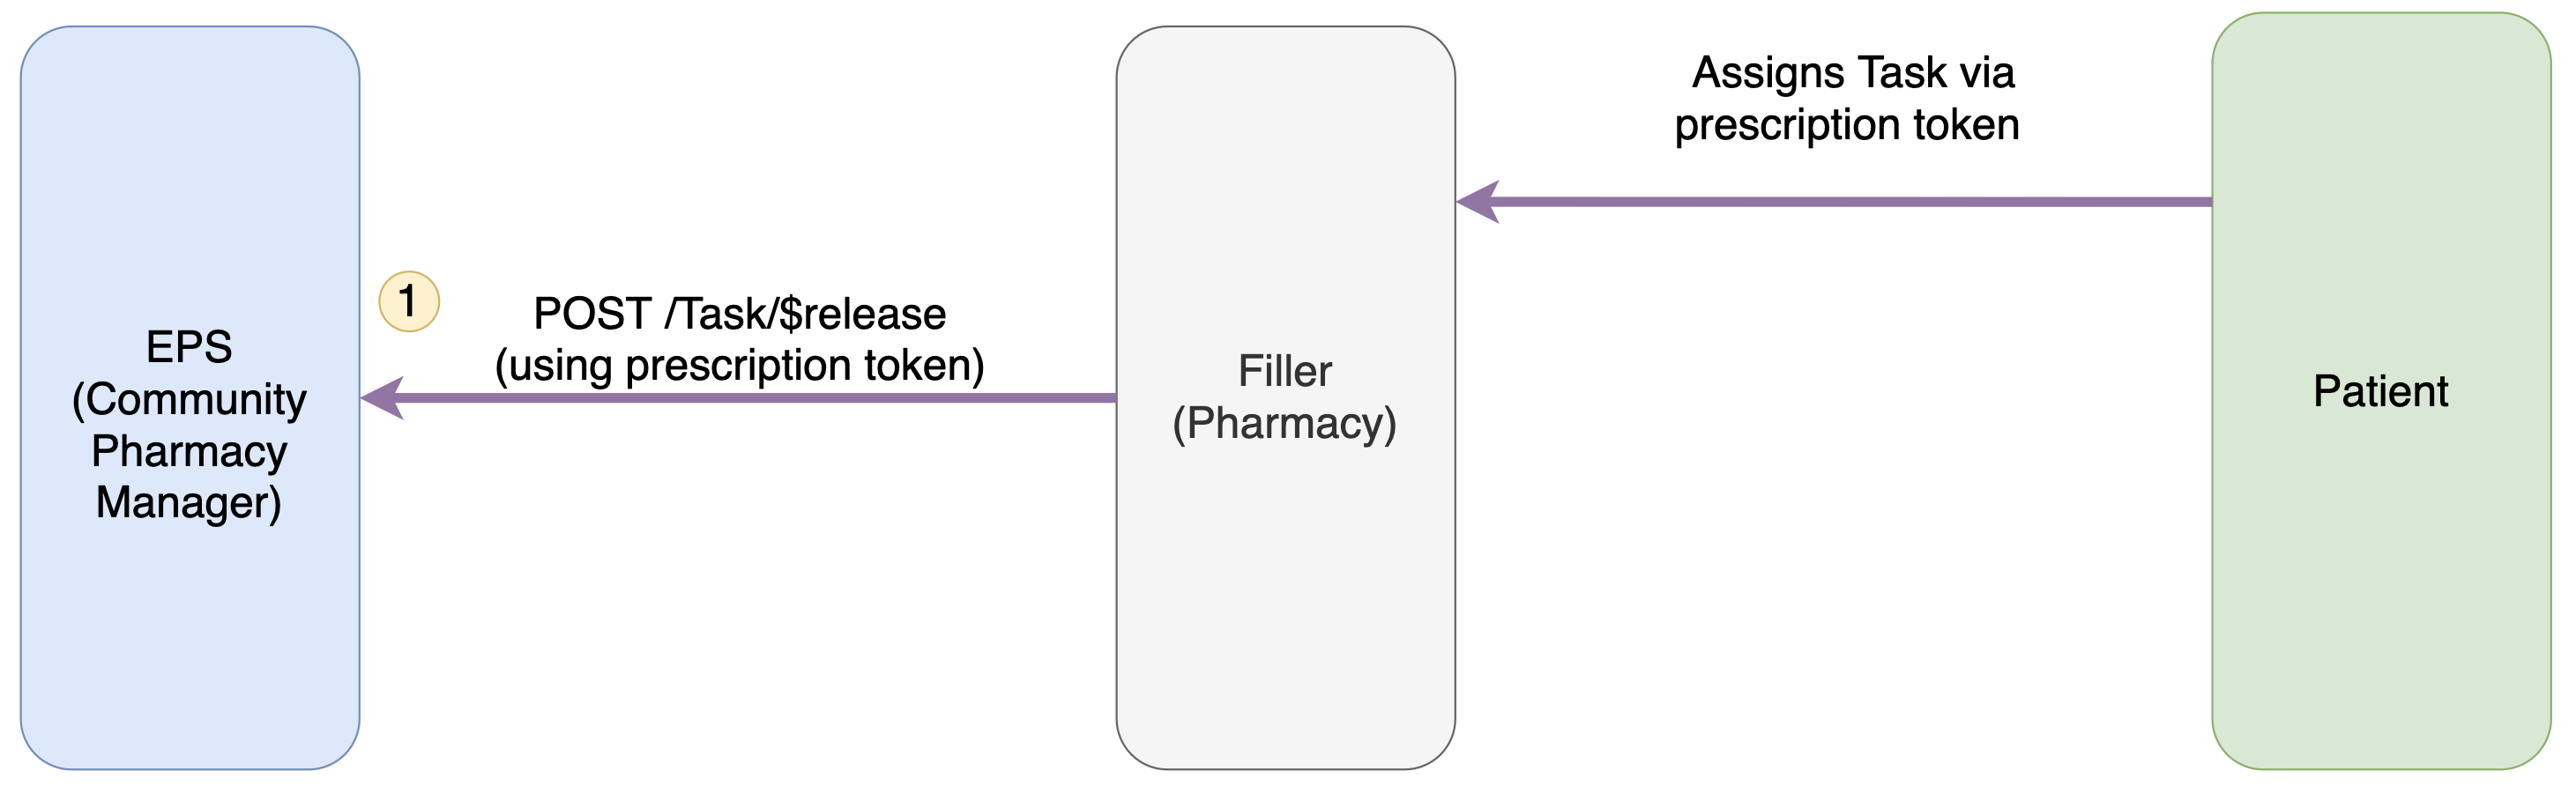 EPS
(Community
Pharmacy
Manager)
1
POST /Task/$release
(using prescription token)
Filler
(Pharmacy)
Assigns Task via
prescription token
Patient